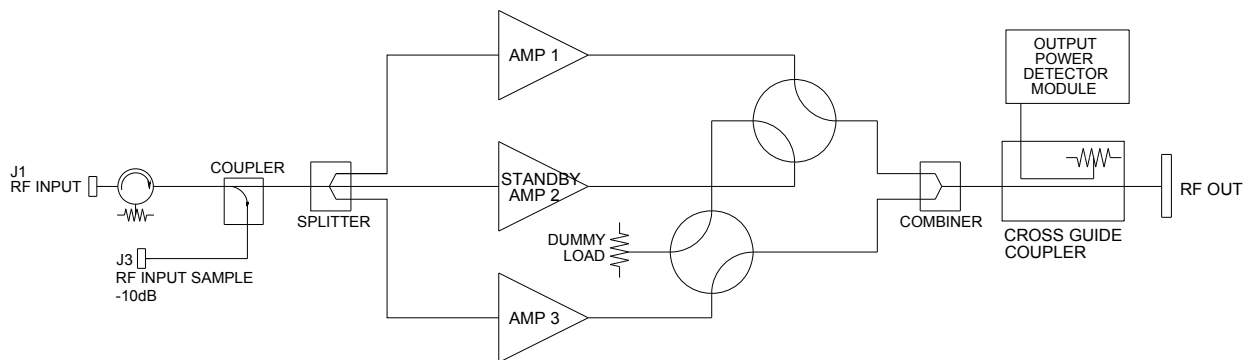 AMP 1
OUTPUT
POWER
DETECTOR
MODULE
J1
RF INPUT
COUPLER
SPLITTER
STANDBY
AMP 2
COMBINER
RF OUT
CROSS GUIDE
COUPLER
DUMMY
LOAD
J3
RF INPUT SAMPLE
-10dB
AMP 3